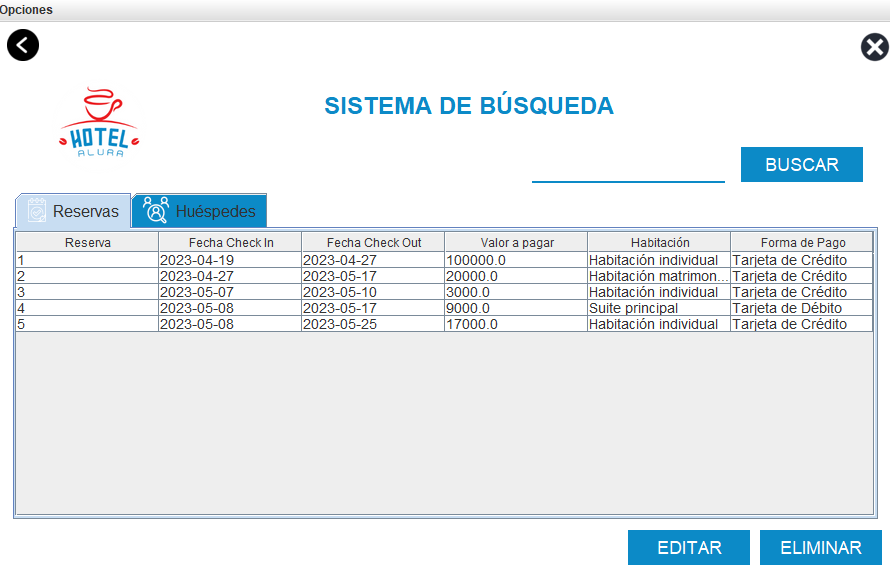 Opciones
HOTEL
ALURA
SISTEMA DE BÚSQUEDA
BUSCAR
Reservas Huéspedes
Reserva Fecha Check In Fecha Check Out Valor a pagar Habitación Forma de Pago
1 2023-04-19 2023-04-27 100000.0 Habitación individual Tarjeta de Crédito
2 2023-04-27 2023-05-17 20000.0 Habitación matrimon... Tarjeta de Crédito
3 2023-05-07 2023-05-10 3000.0 Habitación individual Tarjeta de Crédito
4 2023-05-08 2023-05-17 9000.0 Suite principal Tarjeta de Débito
5 2023-05-08 2023-05-25 17000.0 Habitación individual Tarjeta de Crédito
EDITAR ELIMINAR